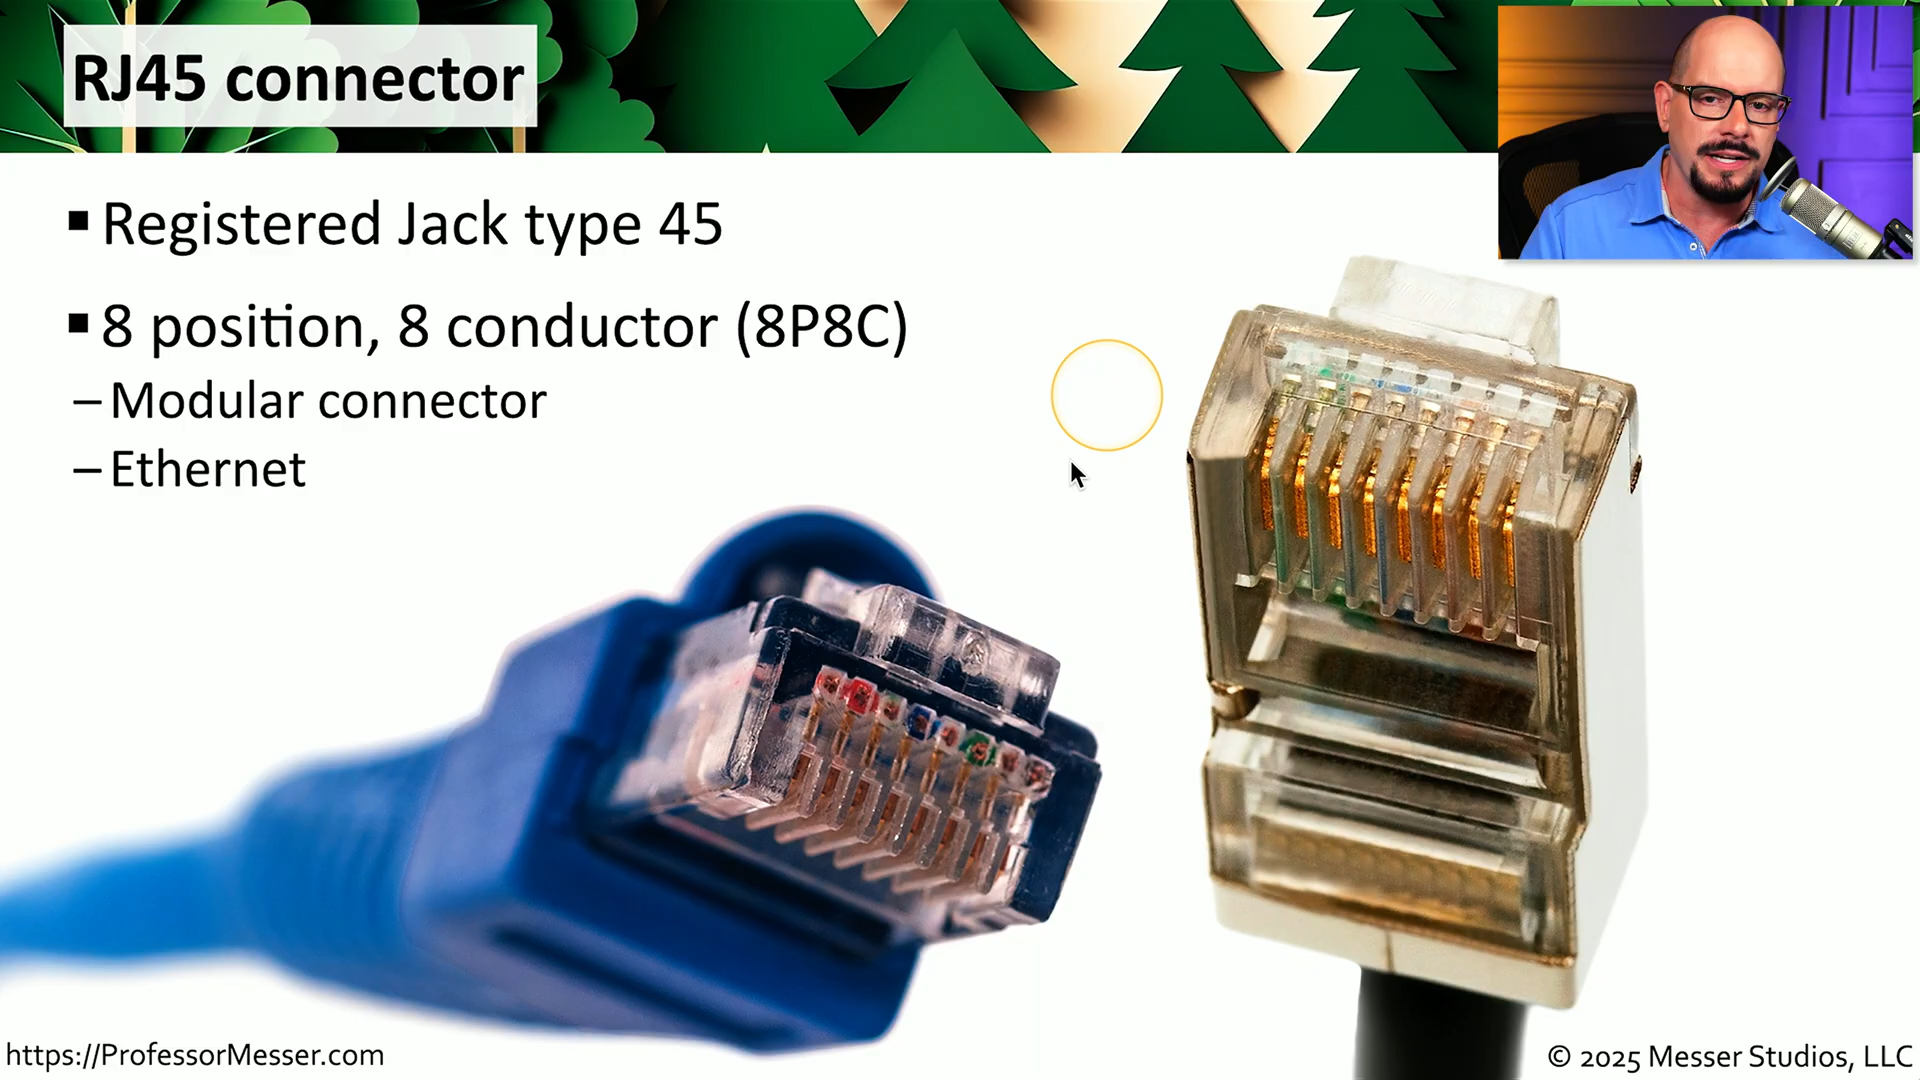 RJ45 connector
▪ Registered Jack type 45
▪ 8 position, 8 conductor (8P8C)
– Modular connector
– Ethernet
https://ProfessorMesser.com
© 2025 Messer Studios, LLC